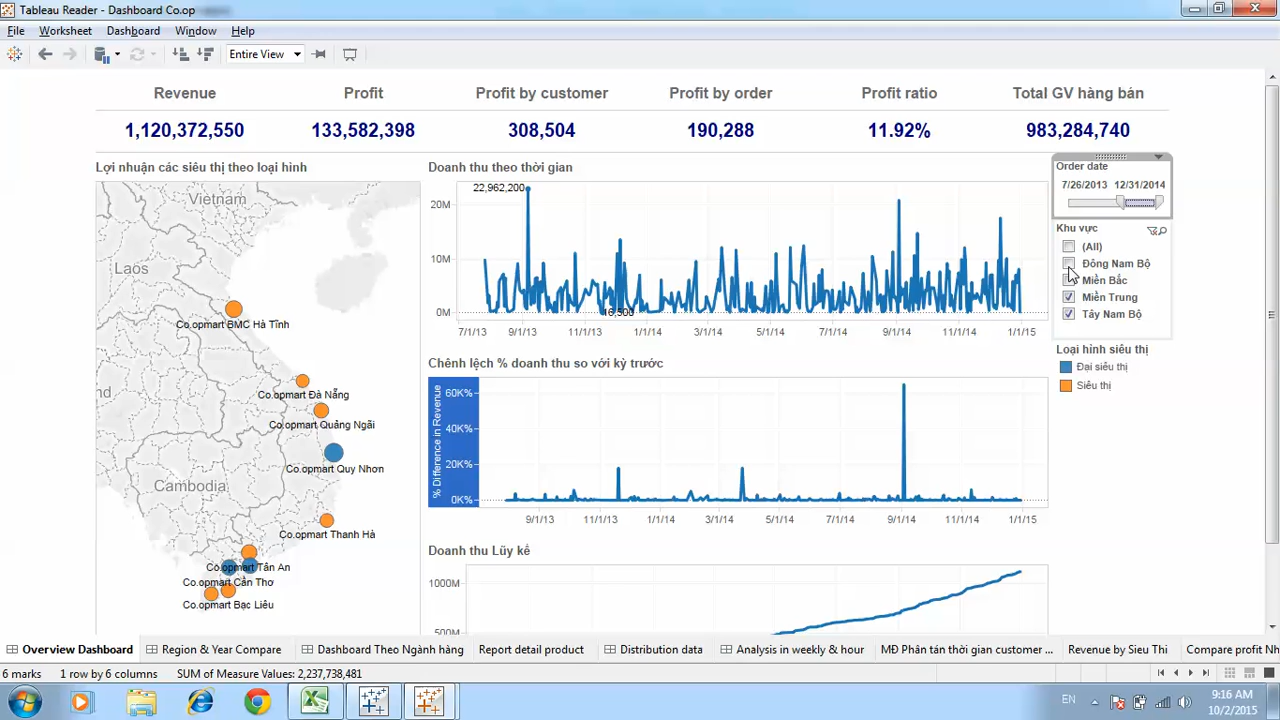 Tableau Reader - Dashboard Co.op
File Worksheet Dashboard Window Help
Entire View
Revenue Profit Profit by customer Profit by order Profit ratio Total GV hàng bán
1,120,372,550 133,582,398 308,504 190,288 11.92% 983,284,740
Lợi nhuận các siêu thị theo loại hình
Vietnam
Laos
Co.opmart BMC Hà Tĩnh
Co.opmart Đà Nẵng
Co.opmart Quảng Ngãi
Co.opmart Quy Nhơn
Cambodia
Co.opmart Thanh Hà
Co.opmart Tân An
Co.opmart Cần Thơ
Co.opmart Bạc Liêu
Doanh thu theo thời gian
22,962,200
20M
10M
0M
16,500
7/1/13 9/1/13 11/1/13 1/1/14 3/1/14 5/1/14 7/1/14 9/1/14 11/1/14 1/1/15
Chênh lệch % doanh thu so với kỳ trước
% Difference in Revenue
60K%
40K%
20K%
0K%
9/1/13 11/1/13 1/1/14 3/1/14 5/1/14 7/1/14 9/1/14 11/1/14 1/1/15
Doanh thu Lũy kế
1000M
500M
Order date
7/26/2013 12/31/2014
Khu vực
(All)
Đông Nam Bộ
Miền Bắc
Miền Trung
Tây Nam Bộ
Loại hình siêu thị
Đại siêu thị
Siêu thị
Overview Dashboard Region & Year Compare Dashboard Theo Ngành hàng Report detail product Distribution data Analysis in weekly & hour MĐ Phân tán thời gian customer ... Revenue by Sieu Thi Compare profit Nh
6 marks 1 row by 6 columns SUM of Measure Values: 2,237,738,481
EN
9:16 AM
10/2/2015